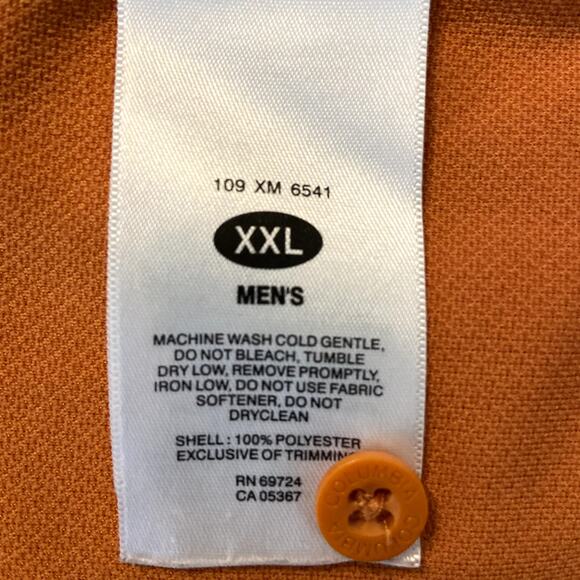 109 XM 6541
XXL
MEN'S
MACHINE WASH COLD GENTLE,
DO NOT BLEACH, TUMBLE
DRY LOW, REMOVE PROMPTLY,
IRON LOW, DO NOT USE FABRIC
SOFTENER, DO NOT
DRYCLEAN
SHELL : 100% POLYESTER
EXCLUSIVE OF TRIMMING
RN 69724
CA 05367
COLUMBIA
COLUMBIA